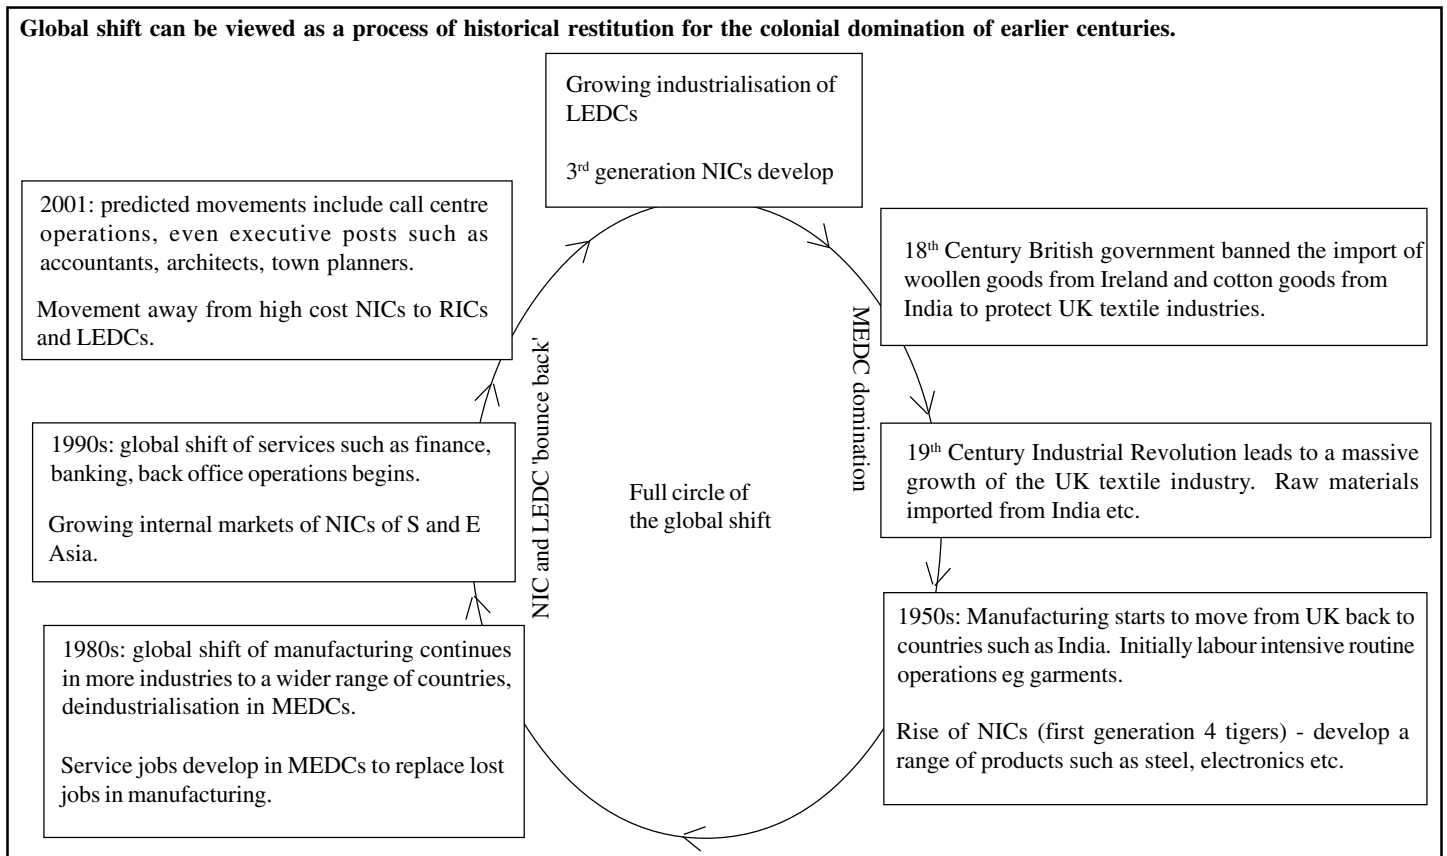 Global shift can be viewed as a process of historical restitution for the colonial domination of earlier centuries.
Growing industrialisation of
LEDCs
3rd generation NICs develop
18th Century British government banned the import of
woollen goods from Ireland and cotton goods from
India to protect UK textile industries.
19th Century Industrial Revolution leads to a massive
growth of the UK textile industry. Raw materials
imported from India etc.
1950s: Manufacturing starts to move from UK back to
countries such as India. Initially labour intensive routine
operations eg garments.
Rise of NICs (first generation 4 tigers) - develop a
range of products such as steel, electronics etc.
1980s: global shift of manufacturing continues
in more industries to a wider range of countries,
deindustrialisation in MEDCs.
Service jobs develop in MEDCs to replace lost
jobs in manufacturing.
1990s: global shift of services such as finance,
banking, back office operations begins.
Growing internal markets of NICs of S and E
Asia.
2001: predicted movements include call centre
operations, even executive posts such as
accountants, architects, town planners.
Movement away from high cost NICs to RICs
and LEDCs.
NIC and LEDC 'bounce back'
MEDC domination
Full circle of
the global shift